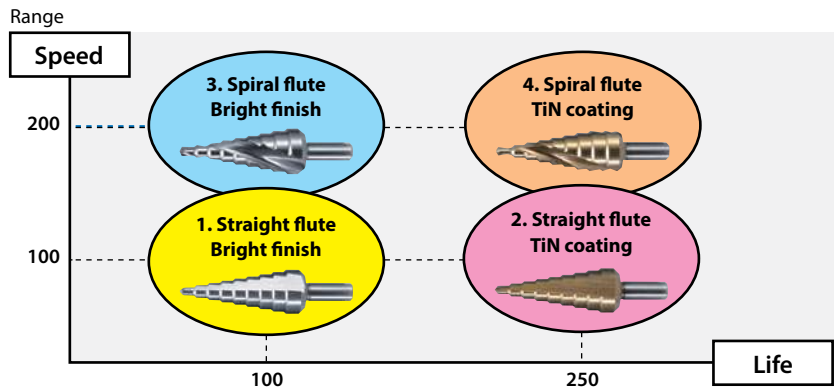 Range
Speed
3. Spiral flute
Bright finish
4. Spiral flute
TiN coating
200
1. Straight flute
Bright finish
2. Straight flute
TiN coating
100
Life
100
250